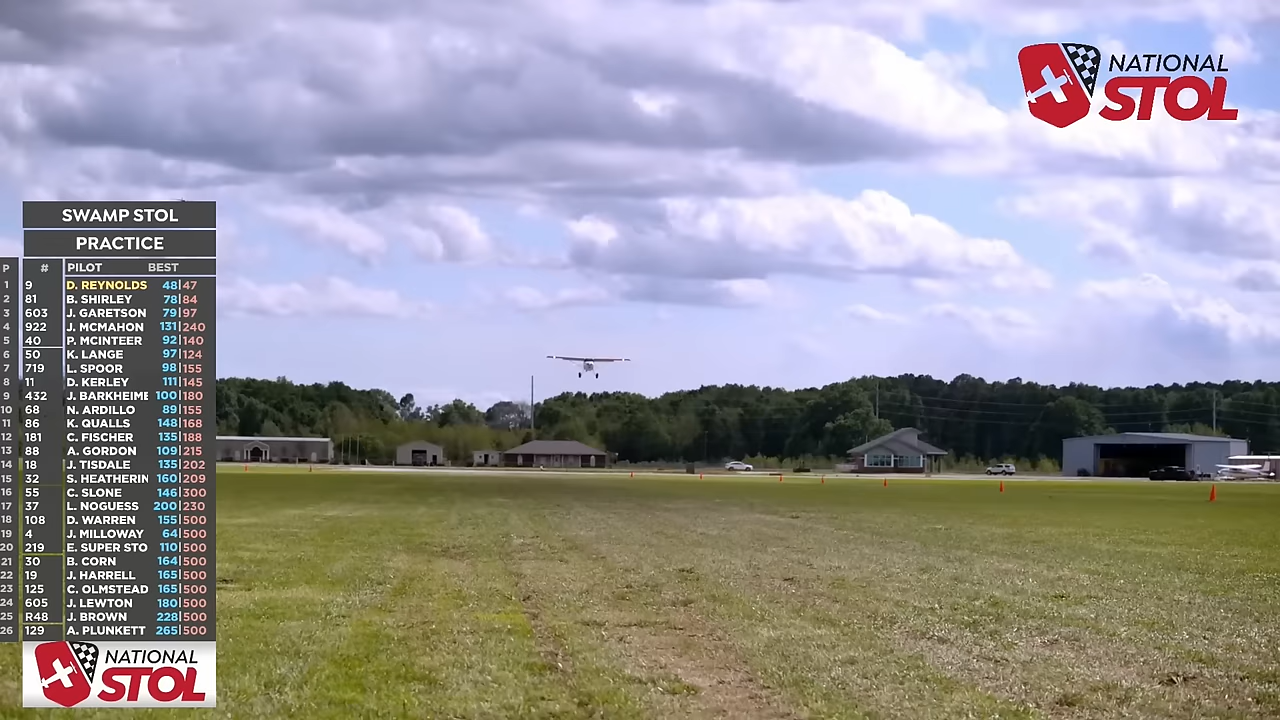 NATIONAL
STOL
SWAMP STOL
PRACTICE
P # PILOT BEST
1 9 D. REYNOLDS 48|47
2 81 B. SHIRLEY 78|84
3 603 J. GARETSON 79|97
4 922 J. MCMAHON 131|240
5 40 P. MCINTEER 92|140
6 50 K. LANGE 97|124
7 719 L. SPOOR 98|155
8 11 D. KERLEY 111|145
9 432 J. BARKHEIME 100|180
10 68 N. ARDILLO 89|155
11 86 K. QUALLS 148|168
12 181 C. FISCHER 135|188
13 88 A. GORDON 109|215
14 18 J. TISDALE 135|202
15 32 S. HEATHERIN 160|209
16 55 C. SLONE 146|300
17 37 L. NOGUESS 200|230
18 108 D. WARREN 155|500
19 4 J. MILLOWAY 64|500
20 219 E. SUPER STO 110|500
21 30 B. CORN 164|500
22 19 J. HARRELL 165|500
23 125 C. OLMSTEAD 165|500
24 605 J. LEWTON 180|500
25 R48 J. BROWN 228|500
26 129 A. PLUNKETT 265|500
NATIONAL
STOL